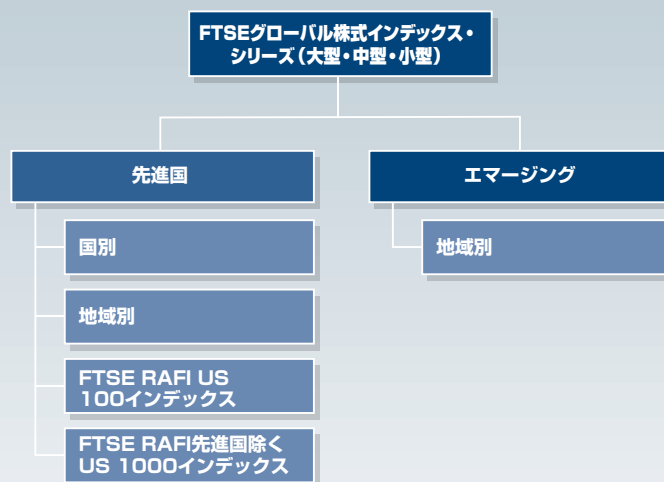 FTSEグローバル株式インデックス・
シリーズ（大型・中型・小型）
先進国
エマージング
国別
地域別
地域別
FTSE RAFI US
100インデックス
FTSE RAFI先進国除く
US 1000インデックス